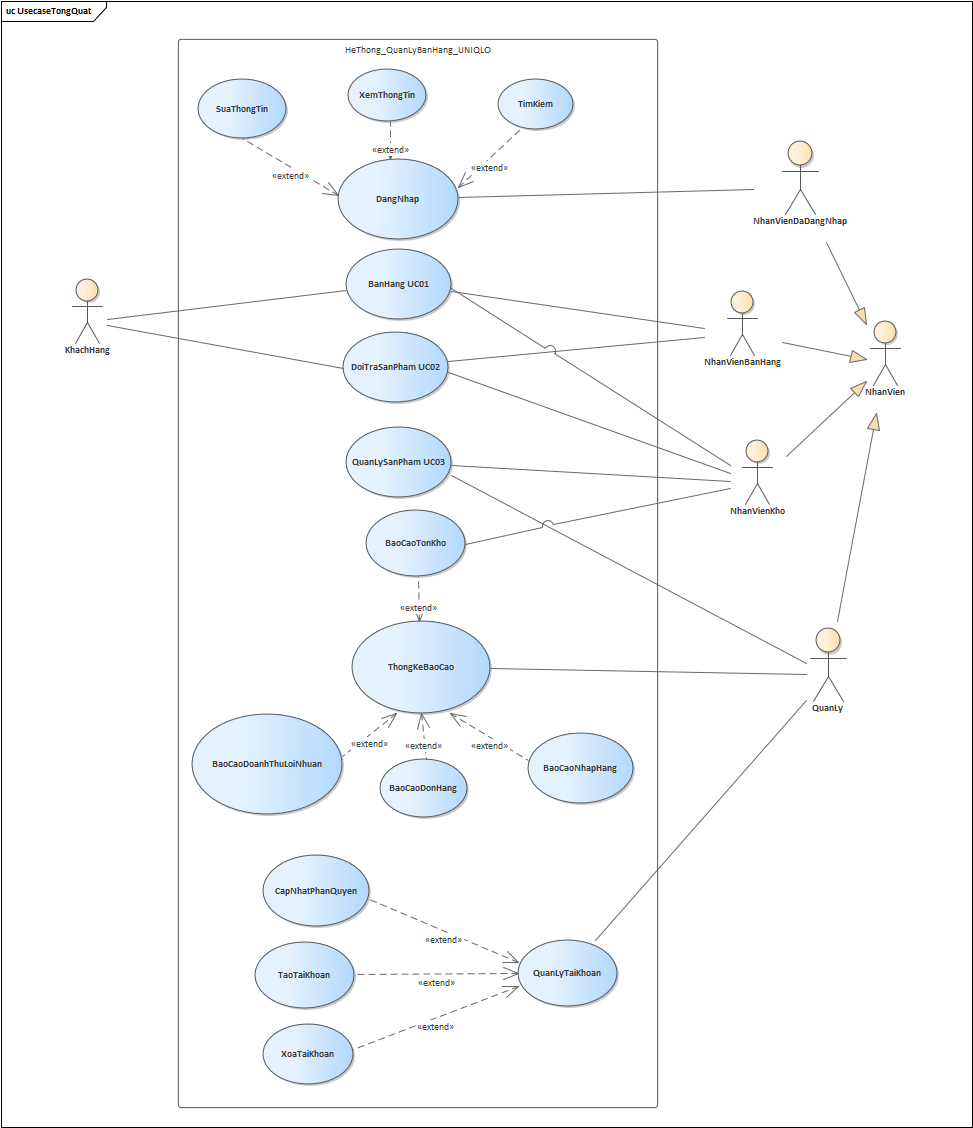 uc UsecaseTongQuat
HeThong_QuanLyBanHang_UNIQLO
SuaThongTin
XemThongTin
TimKiem
«extend»
«extend»
«extend»
DangNhap
NhanVienDaDangNhap
BanHang UC01
KhachHang
NhanVienBanHang
DoiTraSanPham UC02
NhanVien
QuanLySanPham UC03
NhanVienKho
BaoCaoTonKho
«extend»
ThongKeBaoCao
QuanLy
«extend»
«extend»
«extend»
BaoCaoDoanhThuLoiNhuan
BaoCaoDonHang
BaoCaoNhapHang
CapNhatPhanQuyen
«extend»
TaoTaiKhoan
QuanLyTaiKhoan
«extend»
«extend»
XoaTaiKhoan